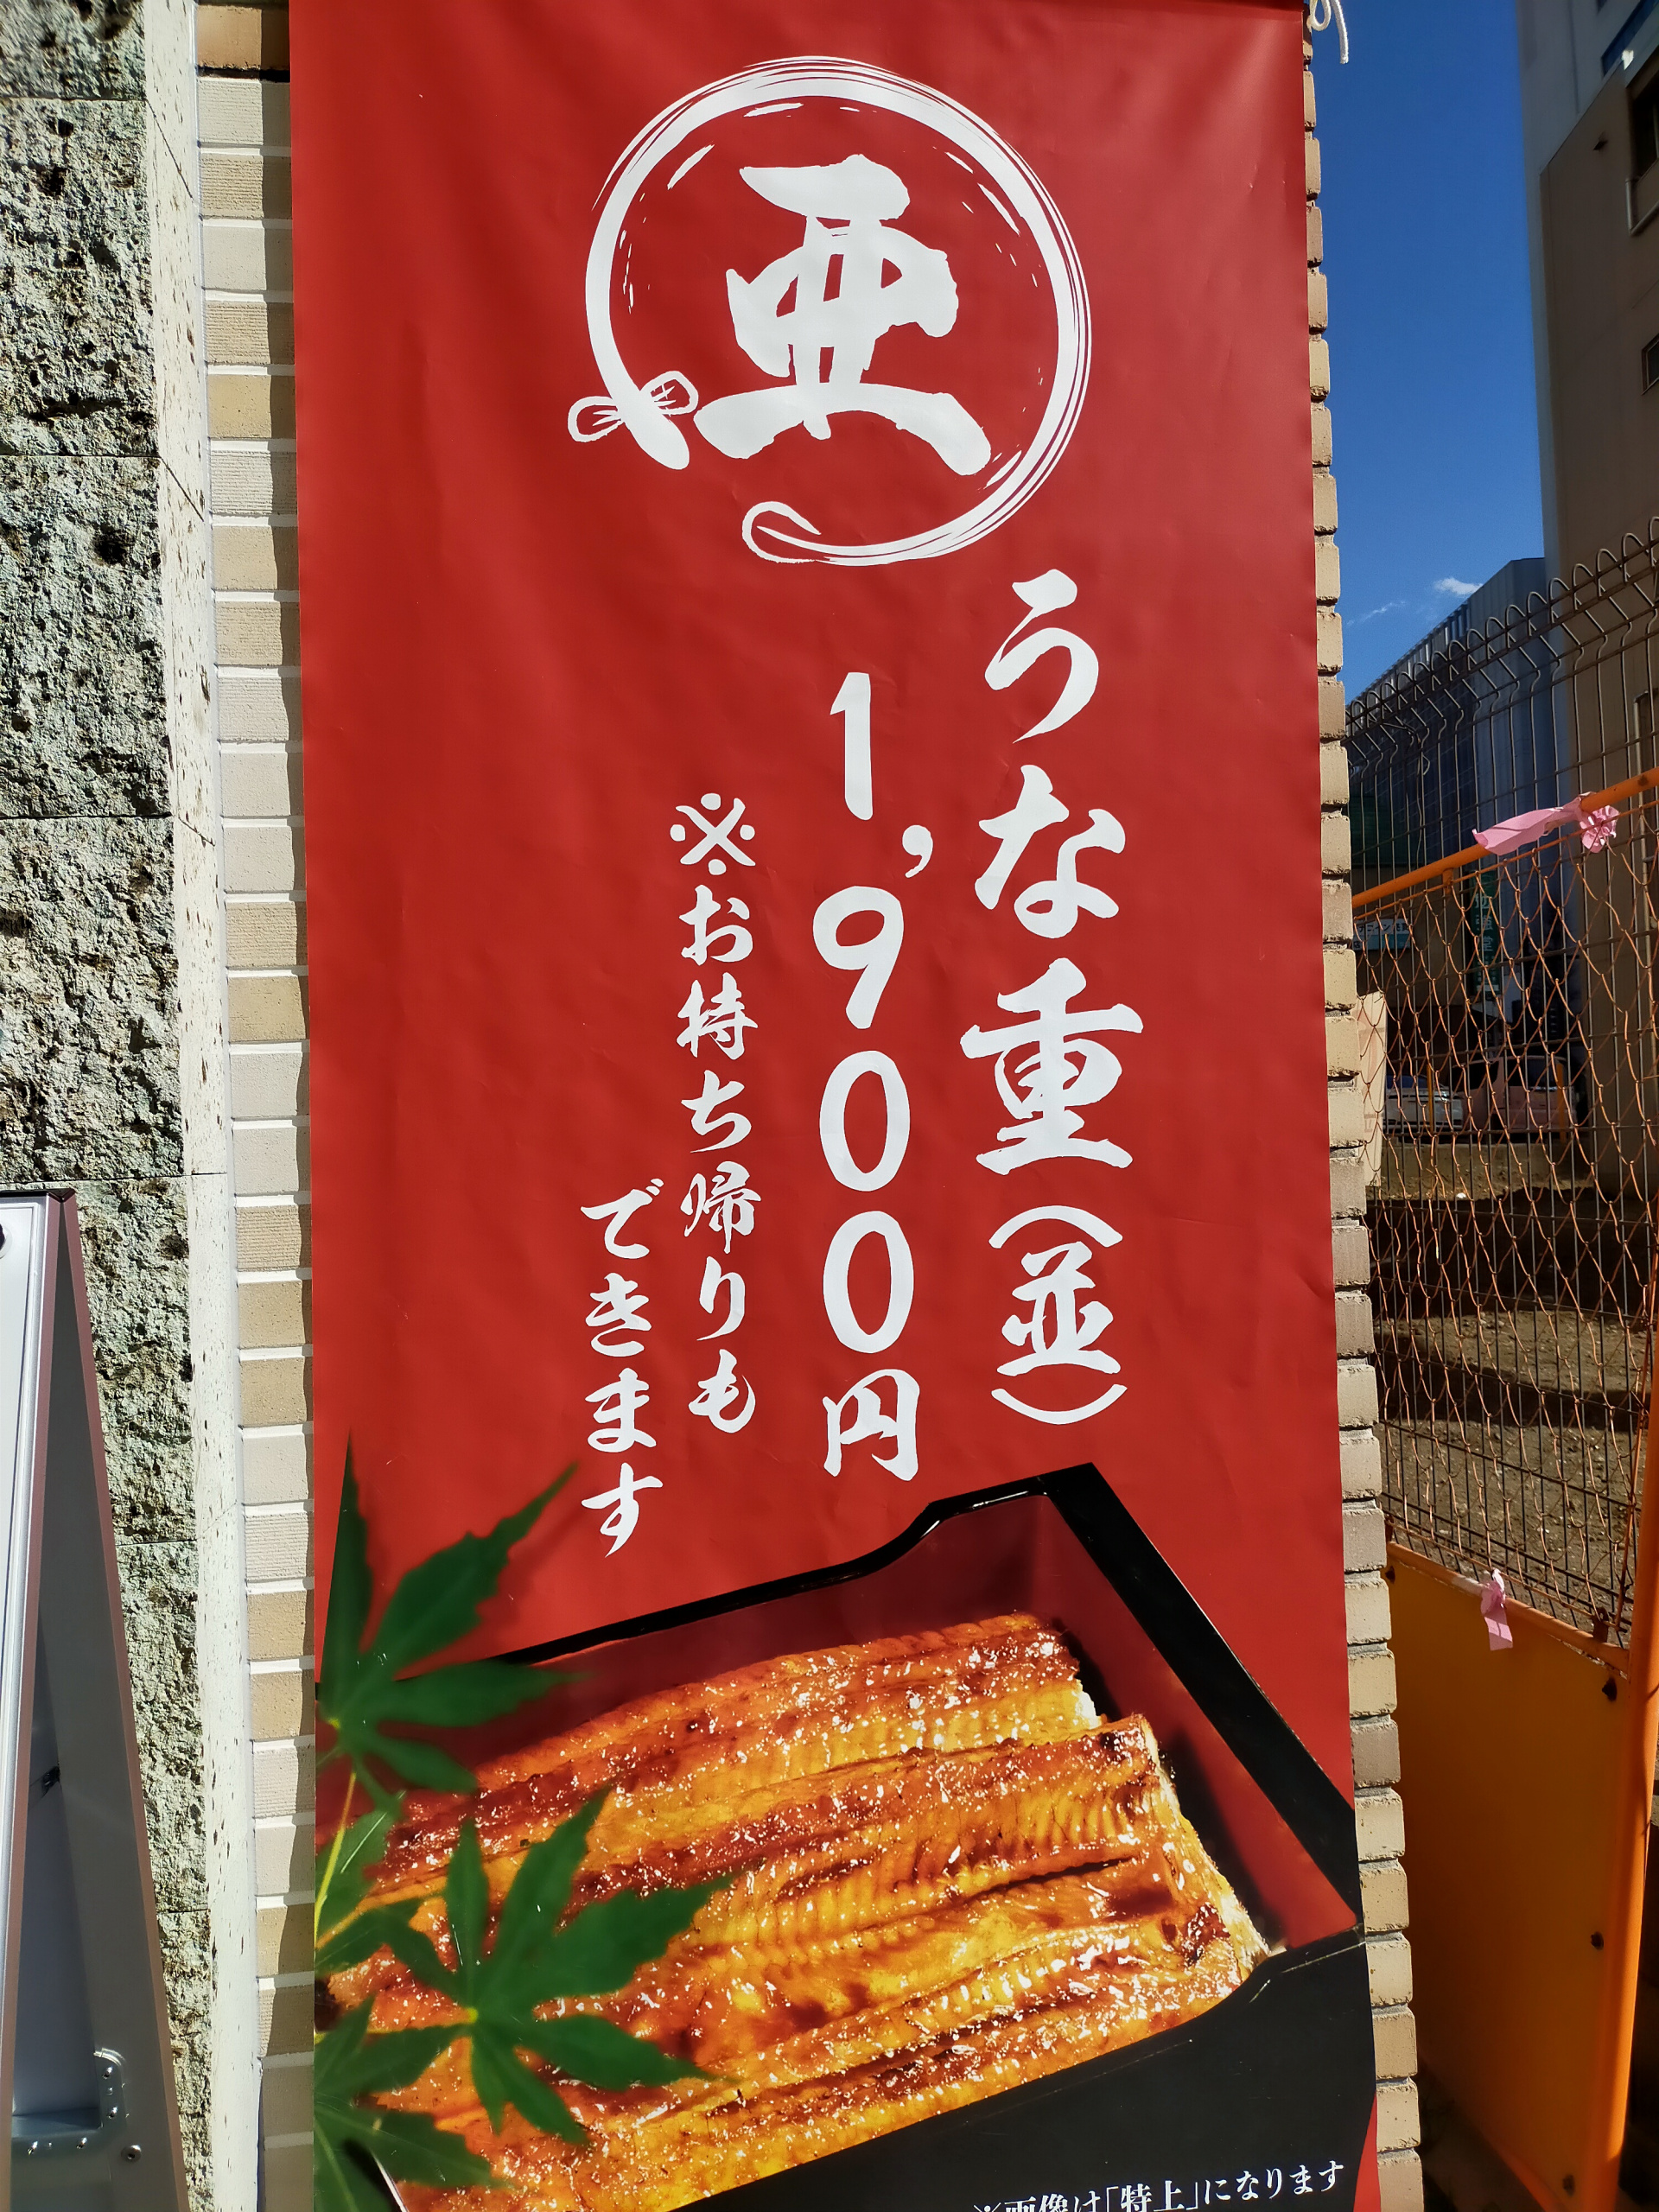 亜
うな重(並)
1,900円
※お持ち帰りも
できます
※画像は「特上」になります